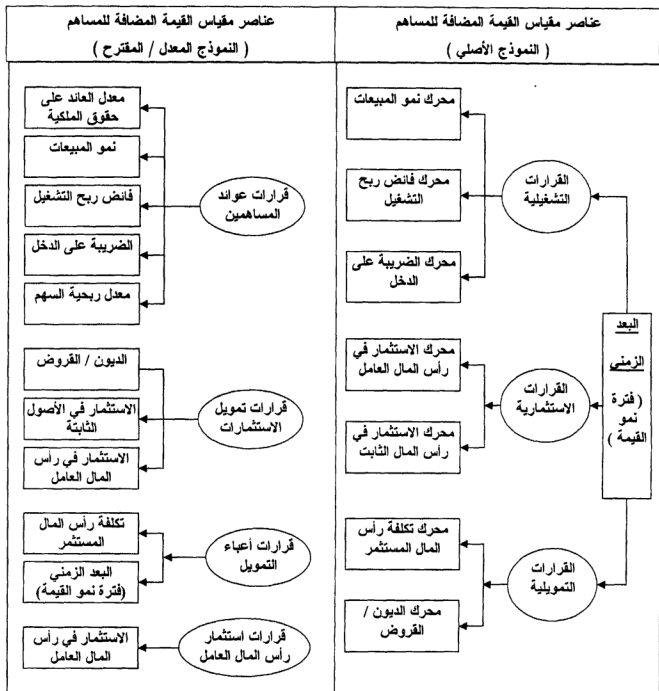 عناصر مقياس القيمة المضافة للمساهم
( النموذج الأصلي )
البعد
الزمني
( فترة
نمو
القيمة )
القرارات
التشغيلية
محرك نمو المبيعات
محرك فائض ربح
التشغيل
محرك الضريبة على
الدخل
القرارات
الاستثمارية
محرك الاستثمار في
رأس المال العامل
محرك الاستثمار في
رأس المال الثابت
القرارات
التمويلية
محرك تكلفة رأس
المال المستثمر
محرك الديون /
القروض
عناصر مقياس القيمة المضافة للمساهم
( النموذج المعدل / المقترح )
قرارات عوائد
المساهمين
معدل العائد على
حقوق الملكية
نمو المبيعات
فائض ربح التشغيل
الضريبة على الدخل
معدل ربحية السهم
قرارات تمويل
الاستثمارات
الديون / القروض
الاستثمار في الأصول
الثابتة
الاستثمار في رأس
المال العامل
قرارات أعباء
التمويل
تكلفة رأس المال
المستثمر
البعد الزمني
(فترة نمو القيمة)
قرارات استثمار
رأس المال العامل
الاستثمار في رأس
المال العامل